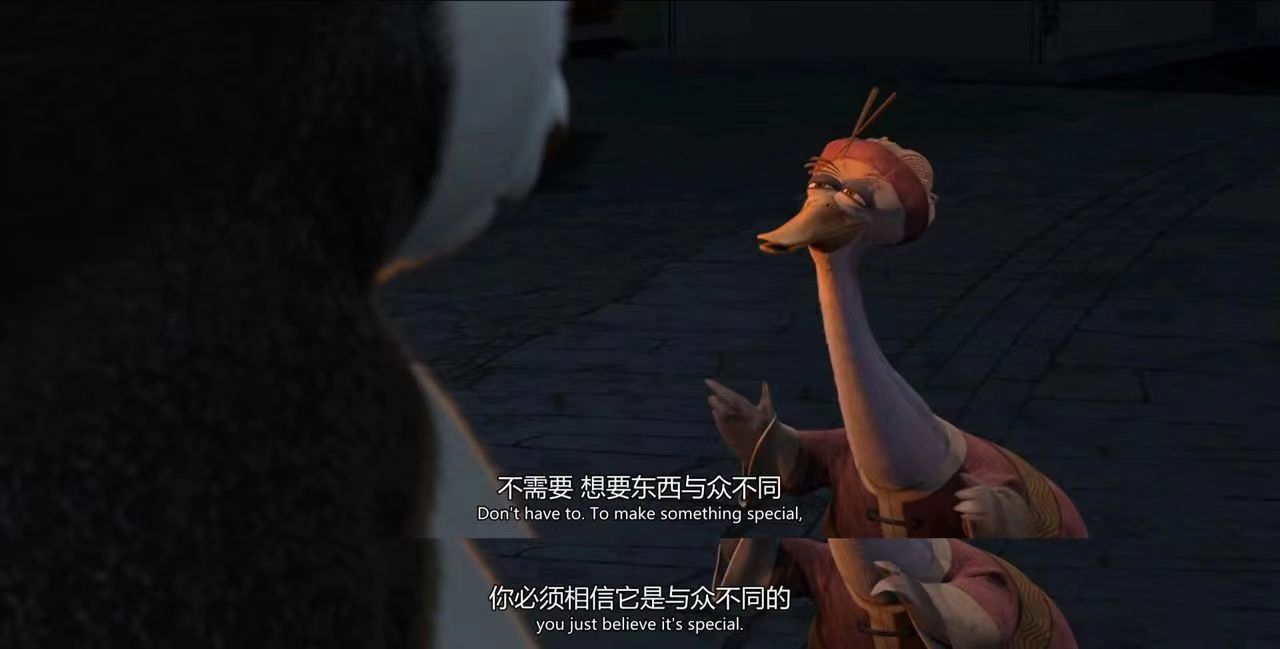 不需要 想要东西与众不同
Don't have to. To make something special,
你必须相信它是与众不同的
you just believe it's special.